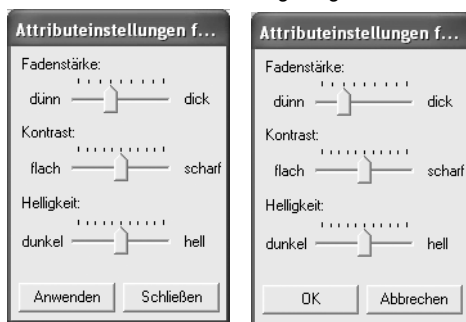 Attributeinstellungen f...
Fadenstärke:
dünn dick
Kontrast:
flach scharf
Helligkeit:
dunkel hell
Anwenden Schließen
Attributeinstellungen f...
Fadenstärke:
dünn dick
Kontrast:
flach scharf
Helligkeit:
dunkel hell
OK Abbrechen